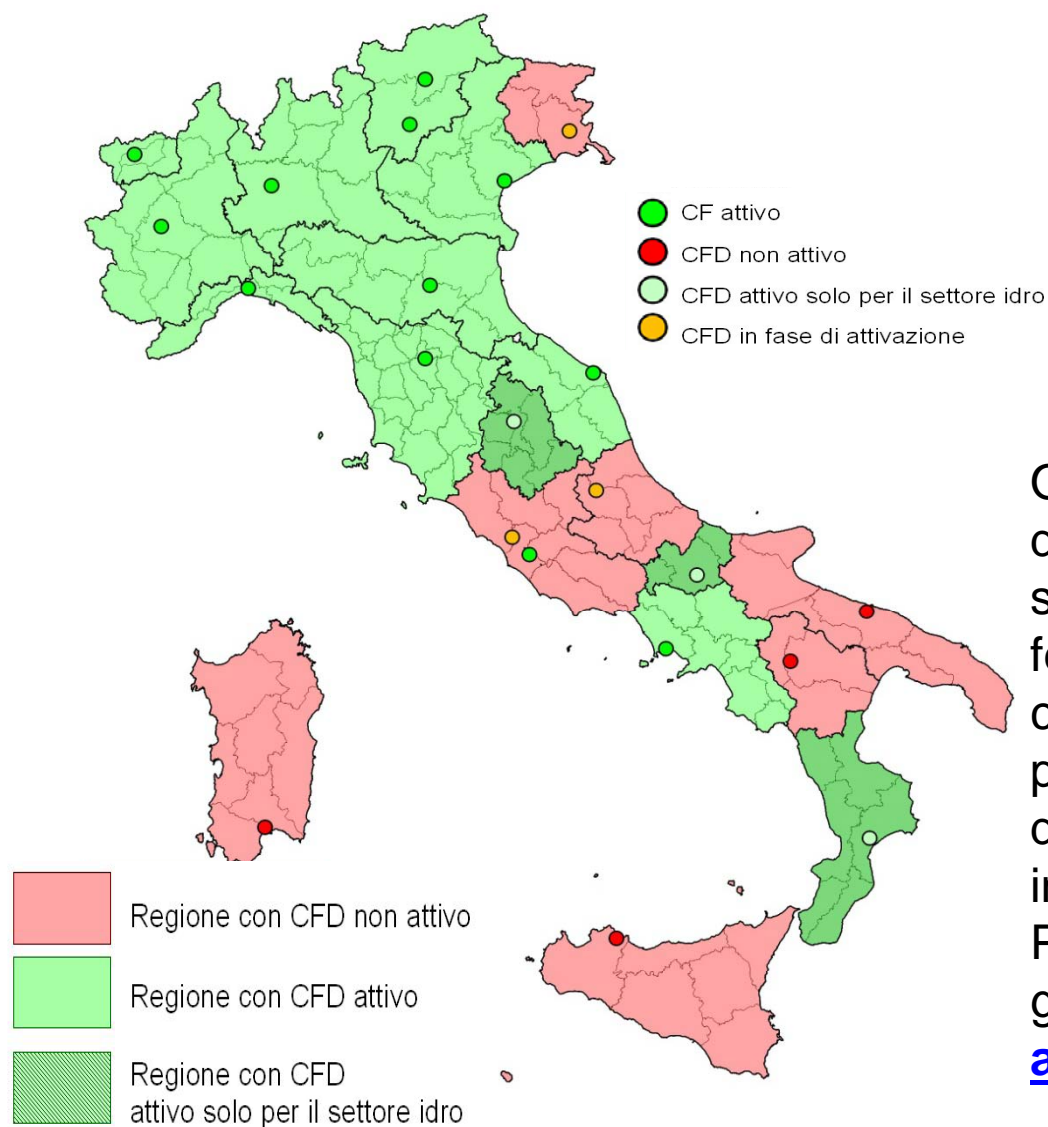 CF attivo
CFD non attivo
CFD attivo solo per il settore idro
CFD in fase di attivazione
Regione con CFD non attivo
Regione con CFD attivo
Regione con CFD
attivo solo per il settore idro